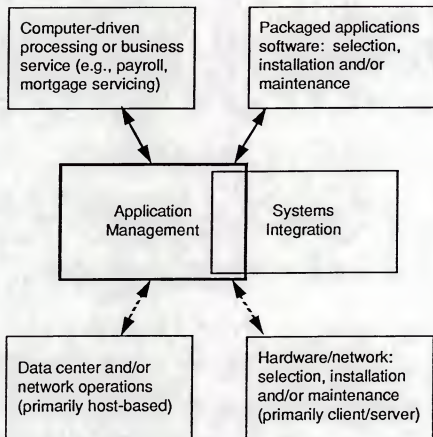 Computer-driven
processing or business
service (e.g., payroll,
mortgage servicing)
Packaged applications
software: selection,
installation and/or
maintenance
Application
Management
Systems
Integration
Data center and/or
network operations
(primarily host-based)
Hardware/network:
selection, installation
and/or maintenance
(primarily client/server)